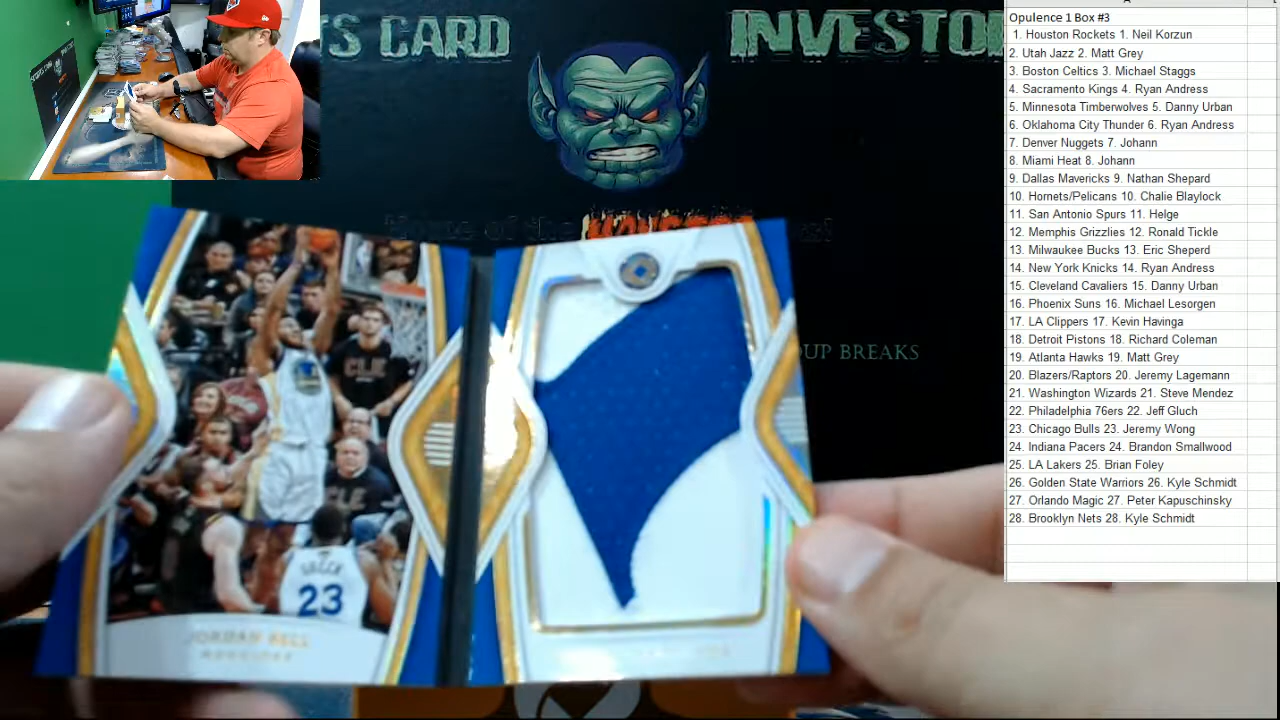 TS CARD INVESTO
OUP BREAKS
Opulence 1 Box #3
1. Houston Rockets 1. Neil Korzun
2. Utah Jazz 2. Matt Grey
3. Boston Celtics 3. Michael Staggs
4. Sacramento Kings 4. Ryan Andress
5. Minnesota Timberwolves 5. Danny Urban
6. Oklahoma City Thunder 6. Ryan Andress
7. Denver Nuggets 7. Johann
8. Miami Heat 8. Johann
9. Dallas Mavericks 9. Nathan Shepard
10. Hornets/Pelicans 10. Chalie Blaylock
11. San Antonio Spurs 11. Helge
12. Memphis Grizzlies 12. Ronald Tickle
13. Milwaukee Bucks 13. Eric Sheperd
14. New York Knicks 14. Ryan Andress
15. Cleveland Cavaliers 15. Danny Urban
16. Phoenix Suns 16. Michael Lesorgen
17. LA Clippers 17. Kevin Havinga
18. Detroit Pistons 18. Richard Coleman
19. Atlanta Hawks 19. Matt Grey
20. Blazers/Raptors 20. Jeremy Lagemann
21. Washington Wizards 21. Steve Mendez
22. Philadelphia 76ers 22. Jeff Gluch
23. Chicago Bulls 23. Jeremy Wong
24. Indiana Pacers 24. Brandon Smallwood
25. LA Lakers 25. Brian Foley
26. Golden State Warriors 26. Kyle Schmidt
27. Orlando Magic 27. Peter Kapuschinsky
28. Brooklyn Nets 28. Kyle Schmidt
CLE
CLE
GREEN
23
JORDAN BELL